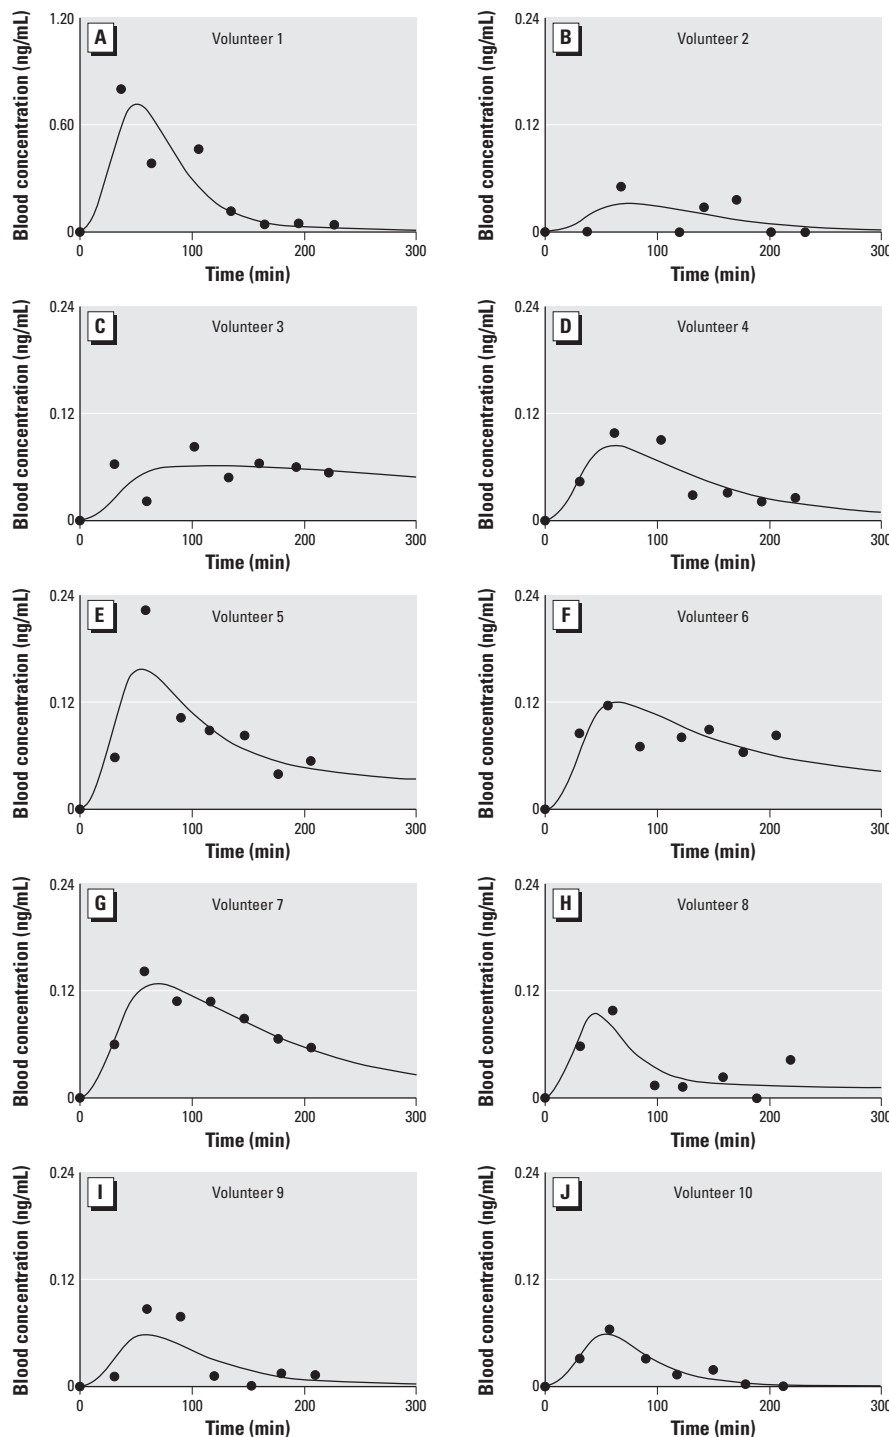 A
Volunteer 1
Blood concentration (ng/mL)
1.20
0.60
0
0 100 200 300
Time (min)
B
Volunteer 2
Blood concentration (ng/mL)
0.24
0.12
0
0 100 200 300
Time (min)
C
Volunteer 3
Blood concentration (ng/mL)
0.24
0.12
0
0 100 200 300
Time (min)
D
Volunteer 4
Blood concentration (ng/mL)
0.24
0.12
0
0 100 200 300
Time (min)
E
Volunteer 5
Blood concentration (ng/mL)
0.24
0.12
0
0 100 200 300
Time (min)
F
Volunteer 6
Blood concentration (ng/mL)
0.24
0.12
0
0 100 200 300
Time (min)
G
Volunteer 7
Blood concentration (ng/mL)
0.24
0.12
0
0 100 200 300
Time (min)
H
Volunteer 8
Blood concentration (ng/mL)
0.24
0.12
0
0 100 200 300
Time (min)
I
Volunteer 9
Blood concentration (ng/mL)
0.24
0.12
0
0 100 200 300
Time (min)
J
Volunteer 10
Blood concentration (ng/mL)
0.24
0.12
0
0 100 200 300
Time (min)